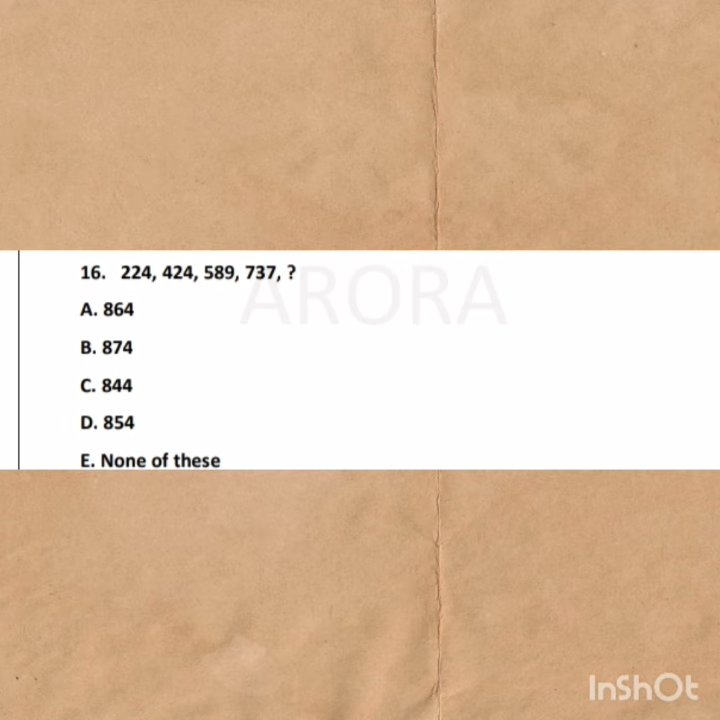 ARORA
16. 224, 424, 589, 737, ?
A. 864
B. 874
C. 844
D. 854
E. None of these
InShOt